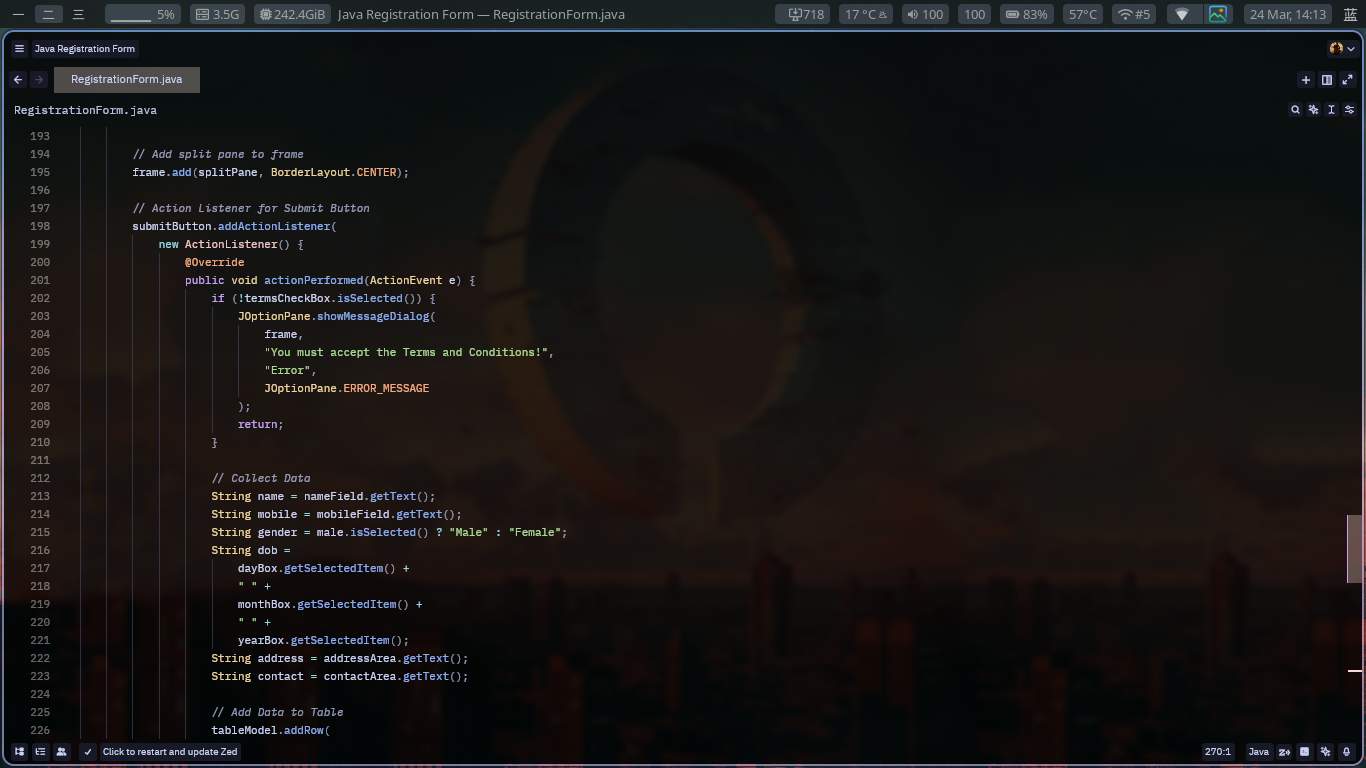 一 二 三 5% 3.5G 242.4GiB Java Registration Form — RegistrationForm.java 718 17 °C 100 100 83% 57°C #5 24 Mar, 14:13 蓝
Java Registration Form
RegistrationForm.java
RegistrationForm.java
193
194 // Add split pane to frame
195 frame.add(splitPane, BorderLayout.CENTER);
196
197 // Action Listener for Submit Button
198 submitButton.addActionListener(
199 new ActionListener() {
200 @Override
201 public void actionPerformed(ActionEvent e) {
202 if (!termsCheckBox.isSelected()) {
203 JOptionPane.showMessageDialog(
204 frame,
205 "You must accept the Terms and Conditions!",
206 "Error",
207 JOptionPane.ERROR_MESSAGE
208 );
209 return;
210 }
211
212 // Collect Data
213 String name = nameField.getText();
214 String mobile = mobileField.getText();
215 String gender = male.isSelected() ? "Male" : "Female";
216 String dob =
217 dayBox.getSelectedItem() +
218 " " +
219 monthBox.getSelectedItem() +
220 " " +
221 yearBox.getSelectedItem();
222 String address = addressArea.getText();
223 String contact = contactArea.getText();
224
225 // Add Data to Table
226 tableModel.addRow(
Click to restart and update Zed 270:1 Java